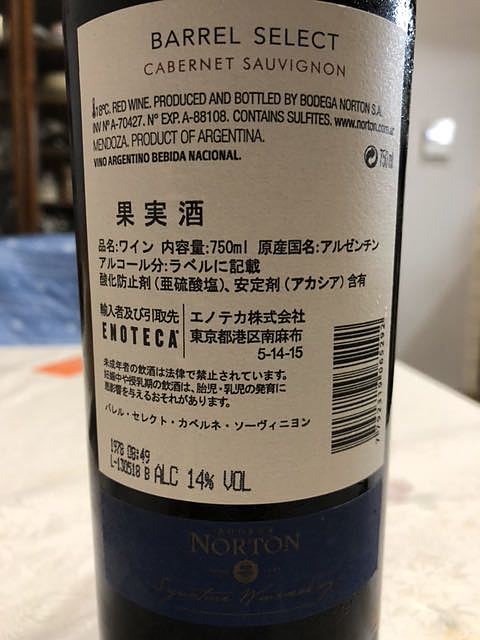 BARREL SELECT
CABERNET SAUVIGNON
18ºC. RED WINE. PRODUCED AND BOTTLED BY BODEGA NORTON S.A.
INV Nº A-70427. Nº EXP. A-88108. CONTAINS SULFITES. www.norton.com.ar
MENDOZA. PRODUCT OF ARGENTINA.
VINO ARGENTINO BEBIDA NACIONAL.
750 ml
果実酒
品名:ワイン 内容量:750ml 原産国名:アルゼンチン
アルコール分:ラベルに記載
酸化防止剤(亜硫酸塩)、安定剤(アカシア)含有
輸入者及び引取先
ENOTECA
エノテカ株式会社
東京都港区南麻布
5-14-15
未成年者の飲酒は法律で禁止されています。
妊娠中や授乳期の飲酒は、胎児・乳児の発育に
悪影響を与えるおそれがあります。
バレル・セレクト・カベルネ・ソーヴィニヨン
1978 08:49
L-130518 B ALC 14% VOL
BODEGA
NORTON